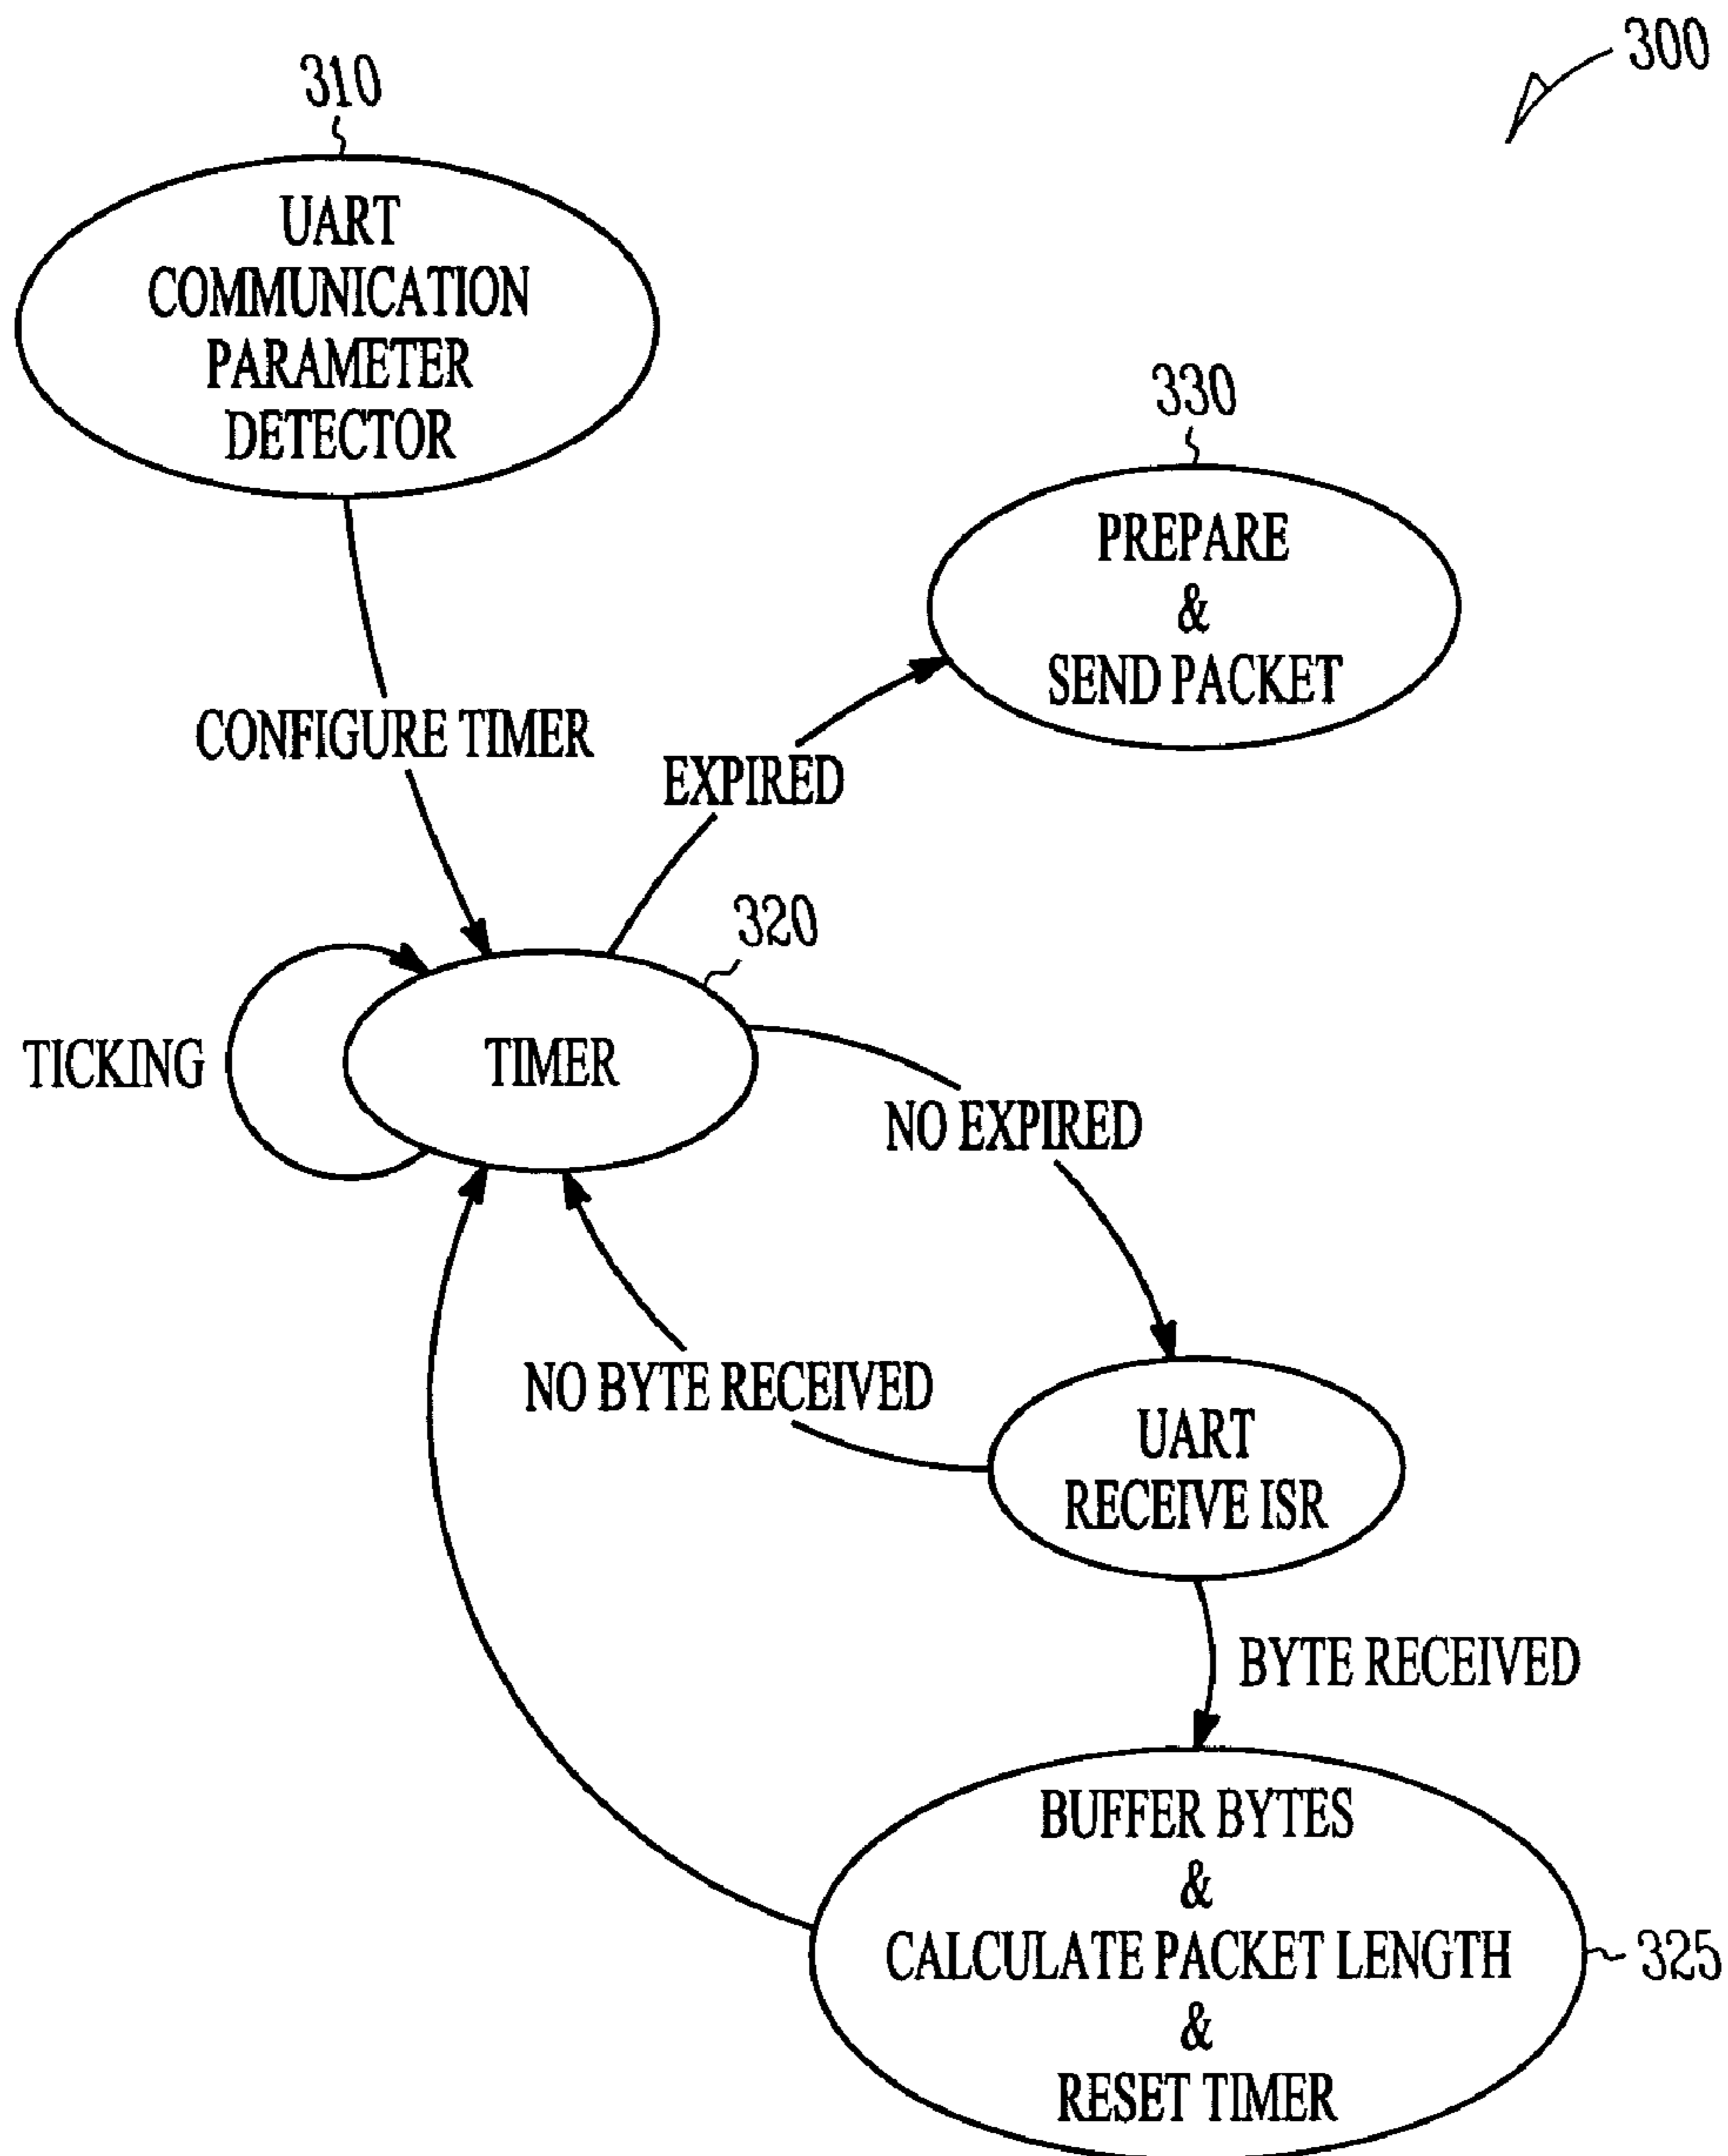 300
310
UART
COMMUNICATION
PARAMETER
DETECTOR
330
PREPARE
&
SEND PACKET
CONFIGURE TIMER
EXPIRED
320
TICKING
TIMER
NO EXPIRED
NO BYTE RECEIVED
UART
RECEIVE ISR
BYTE RECEIVED
BUFFER BYTES
&
CALCULATE PACKET LENGTH
&
RESET TIMER
325